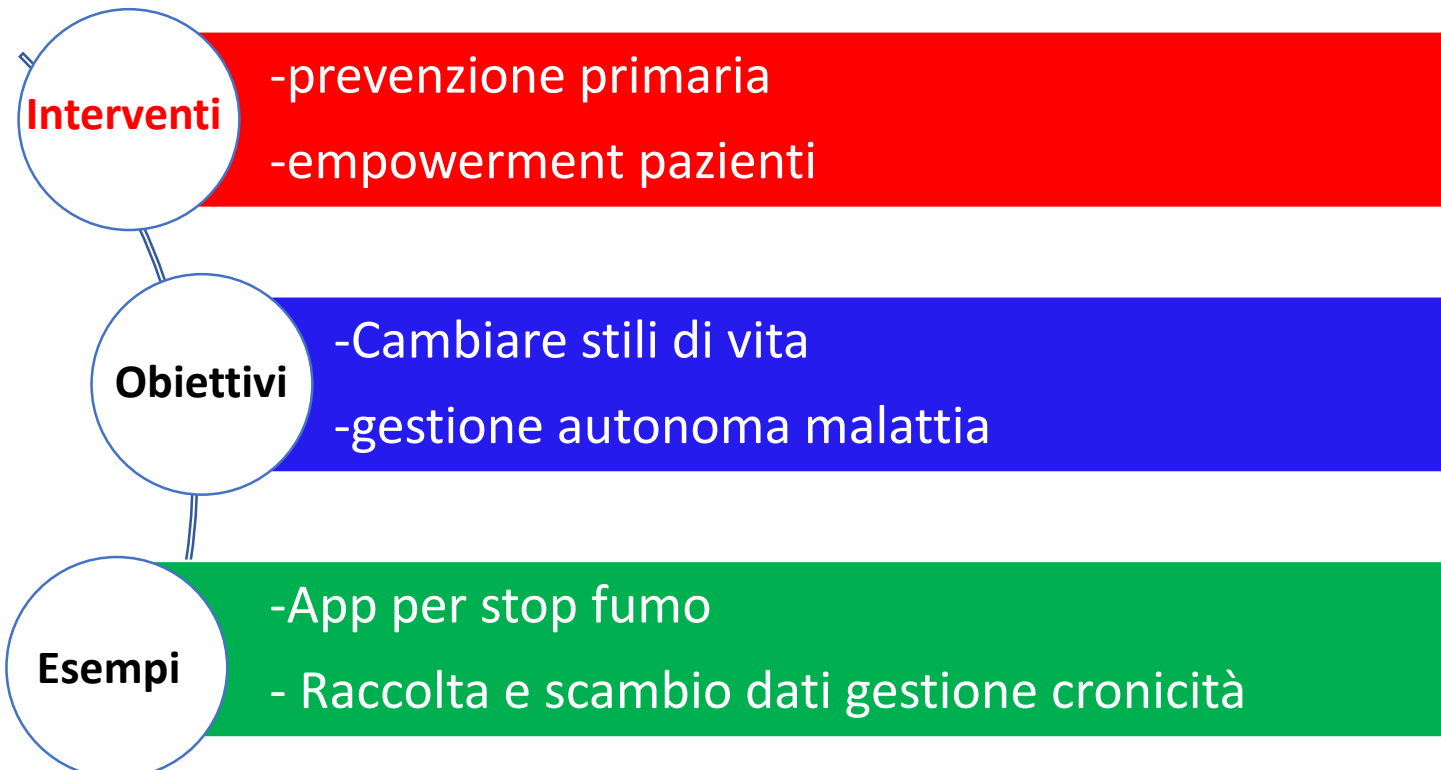 Interventi
-prevenzione primaria
-empowerment pazienti
Obiettivi
-Cambiare stili di vita
-gestione autonoma malattia
Esempi
-App per stop fumo
- Raccolta e scambio dati gestione cronicità